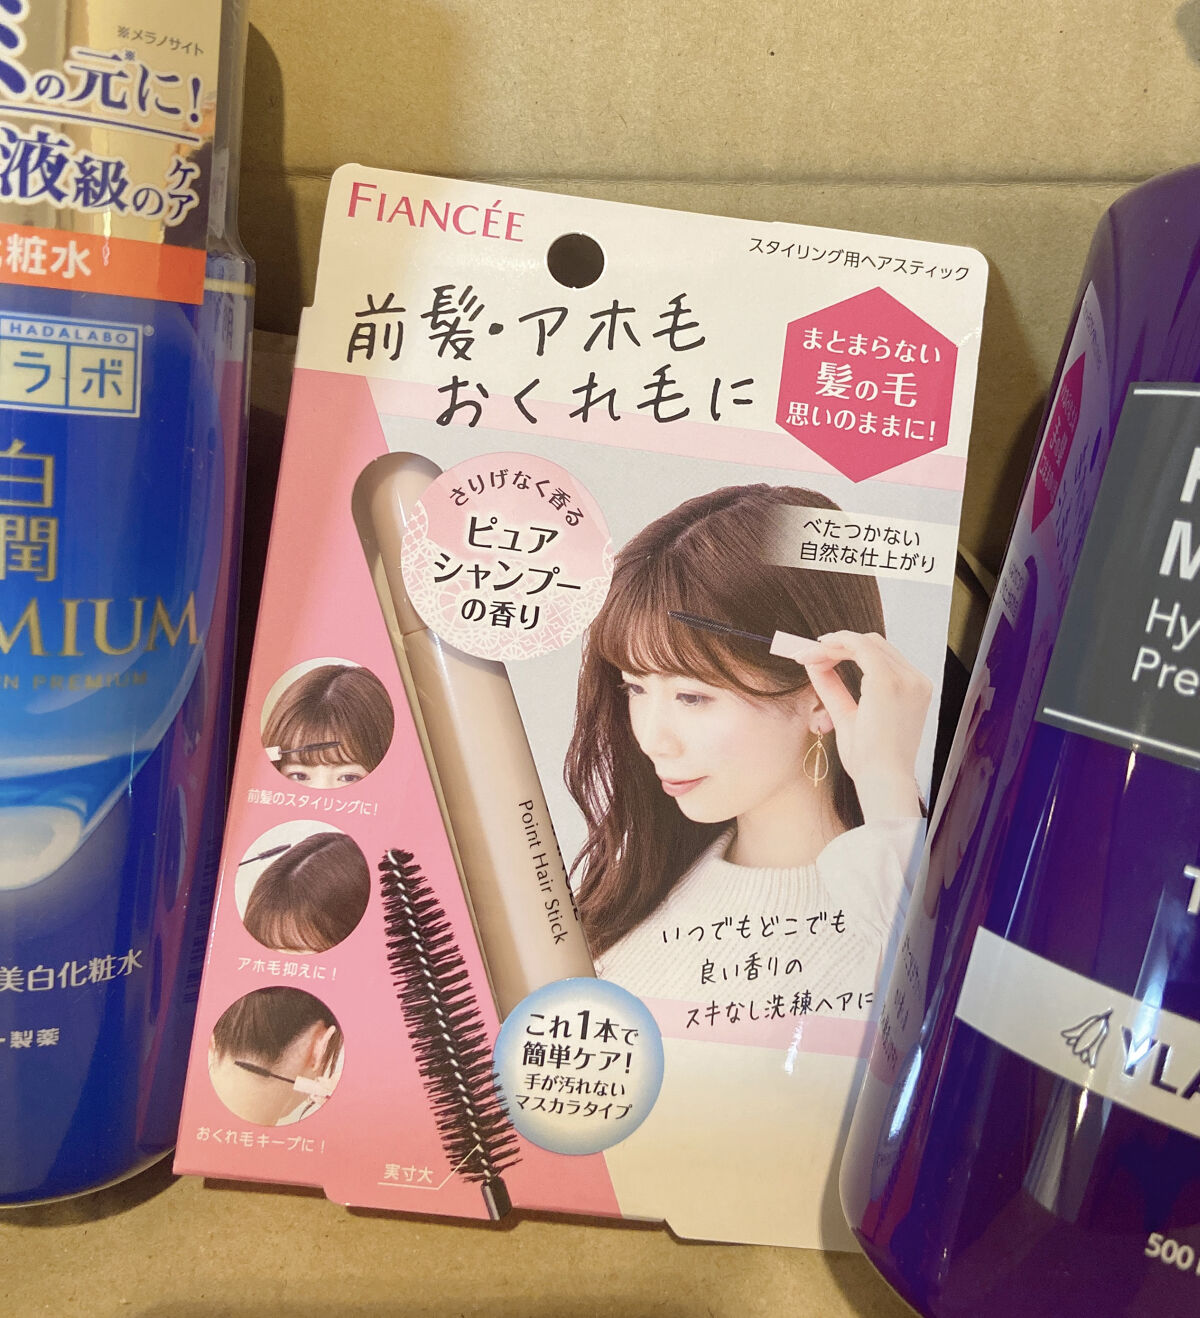 ※メラノサイト
の元に!
液級のケア
化粧水
HADALABO®
ラボ
白
潤
MIUM
N PREMIUM
美白化粧水
製薬
FIANCÉE
スタイリング用ヘアスティック
前髪・アホ毛
おくれ毛に
まとまらない
髪の毛
思いのままに!
さりげなく香る
ピュア
シャンプー
の香り
べたつかない
自然な仕上がり
前髪のスタイリングに!
アホ毛抑えに!
おくれ毛キープに!
Point Hair Stick
いつでもどこでも
良い香りの
スキなし洗練ヘアに
これ1本で
簡単ケア!
手が汚れない
マスカラタイプ
実寸大
M
Hy
Pre
T
YLA
500